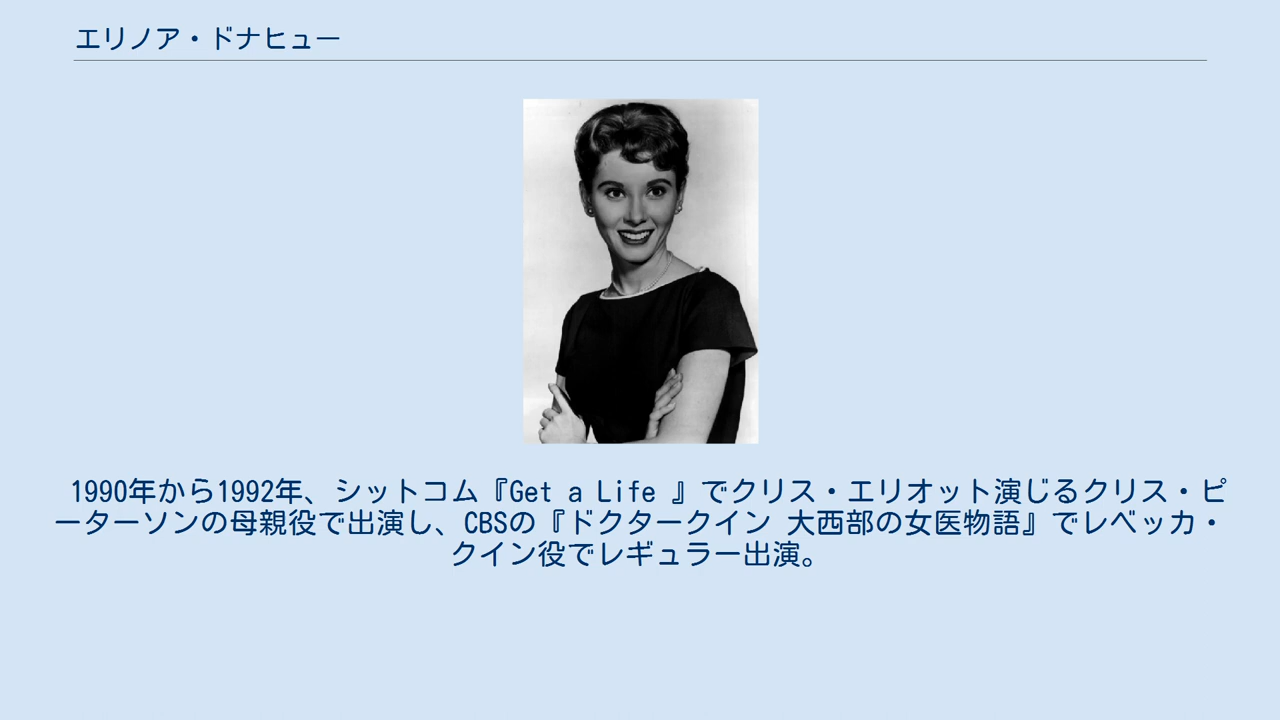 エリノア・ドナヒュー
1990年から1992年、シットコム『Get a Life 』でクリス・エリオット演じるクリス・ピ
ーターソンの母親役で出演し、CBSの『ドクタークイン 大西部の女医物語』でレベッカ・
クイン役でレギュラー出演。